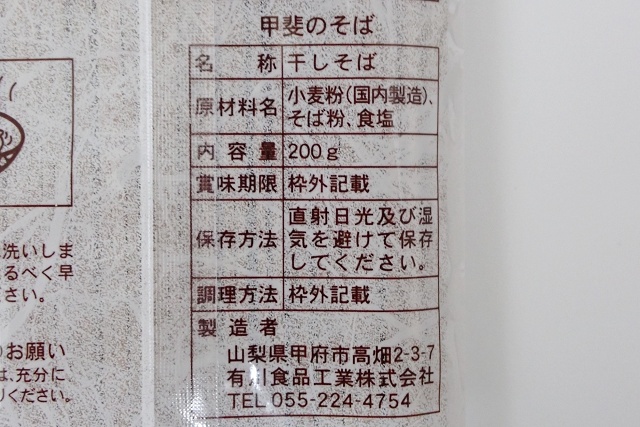 甲斐のそば
名称 干しそば
原材料名 小麦粉(国内製造)、
そば粉、食塩
内容量 200g
賞味期限 枠外記載
保存方法 直射日光及び湿
気を避けて保存
してください。
調理方法 枠外記載
製造者
山梨県甲府市高畑2-3-7
有川食品工業株式会社
TEL 055-224-4754
洗いしま
るべく早
さい。
のお願い
は、充分に
りください。